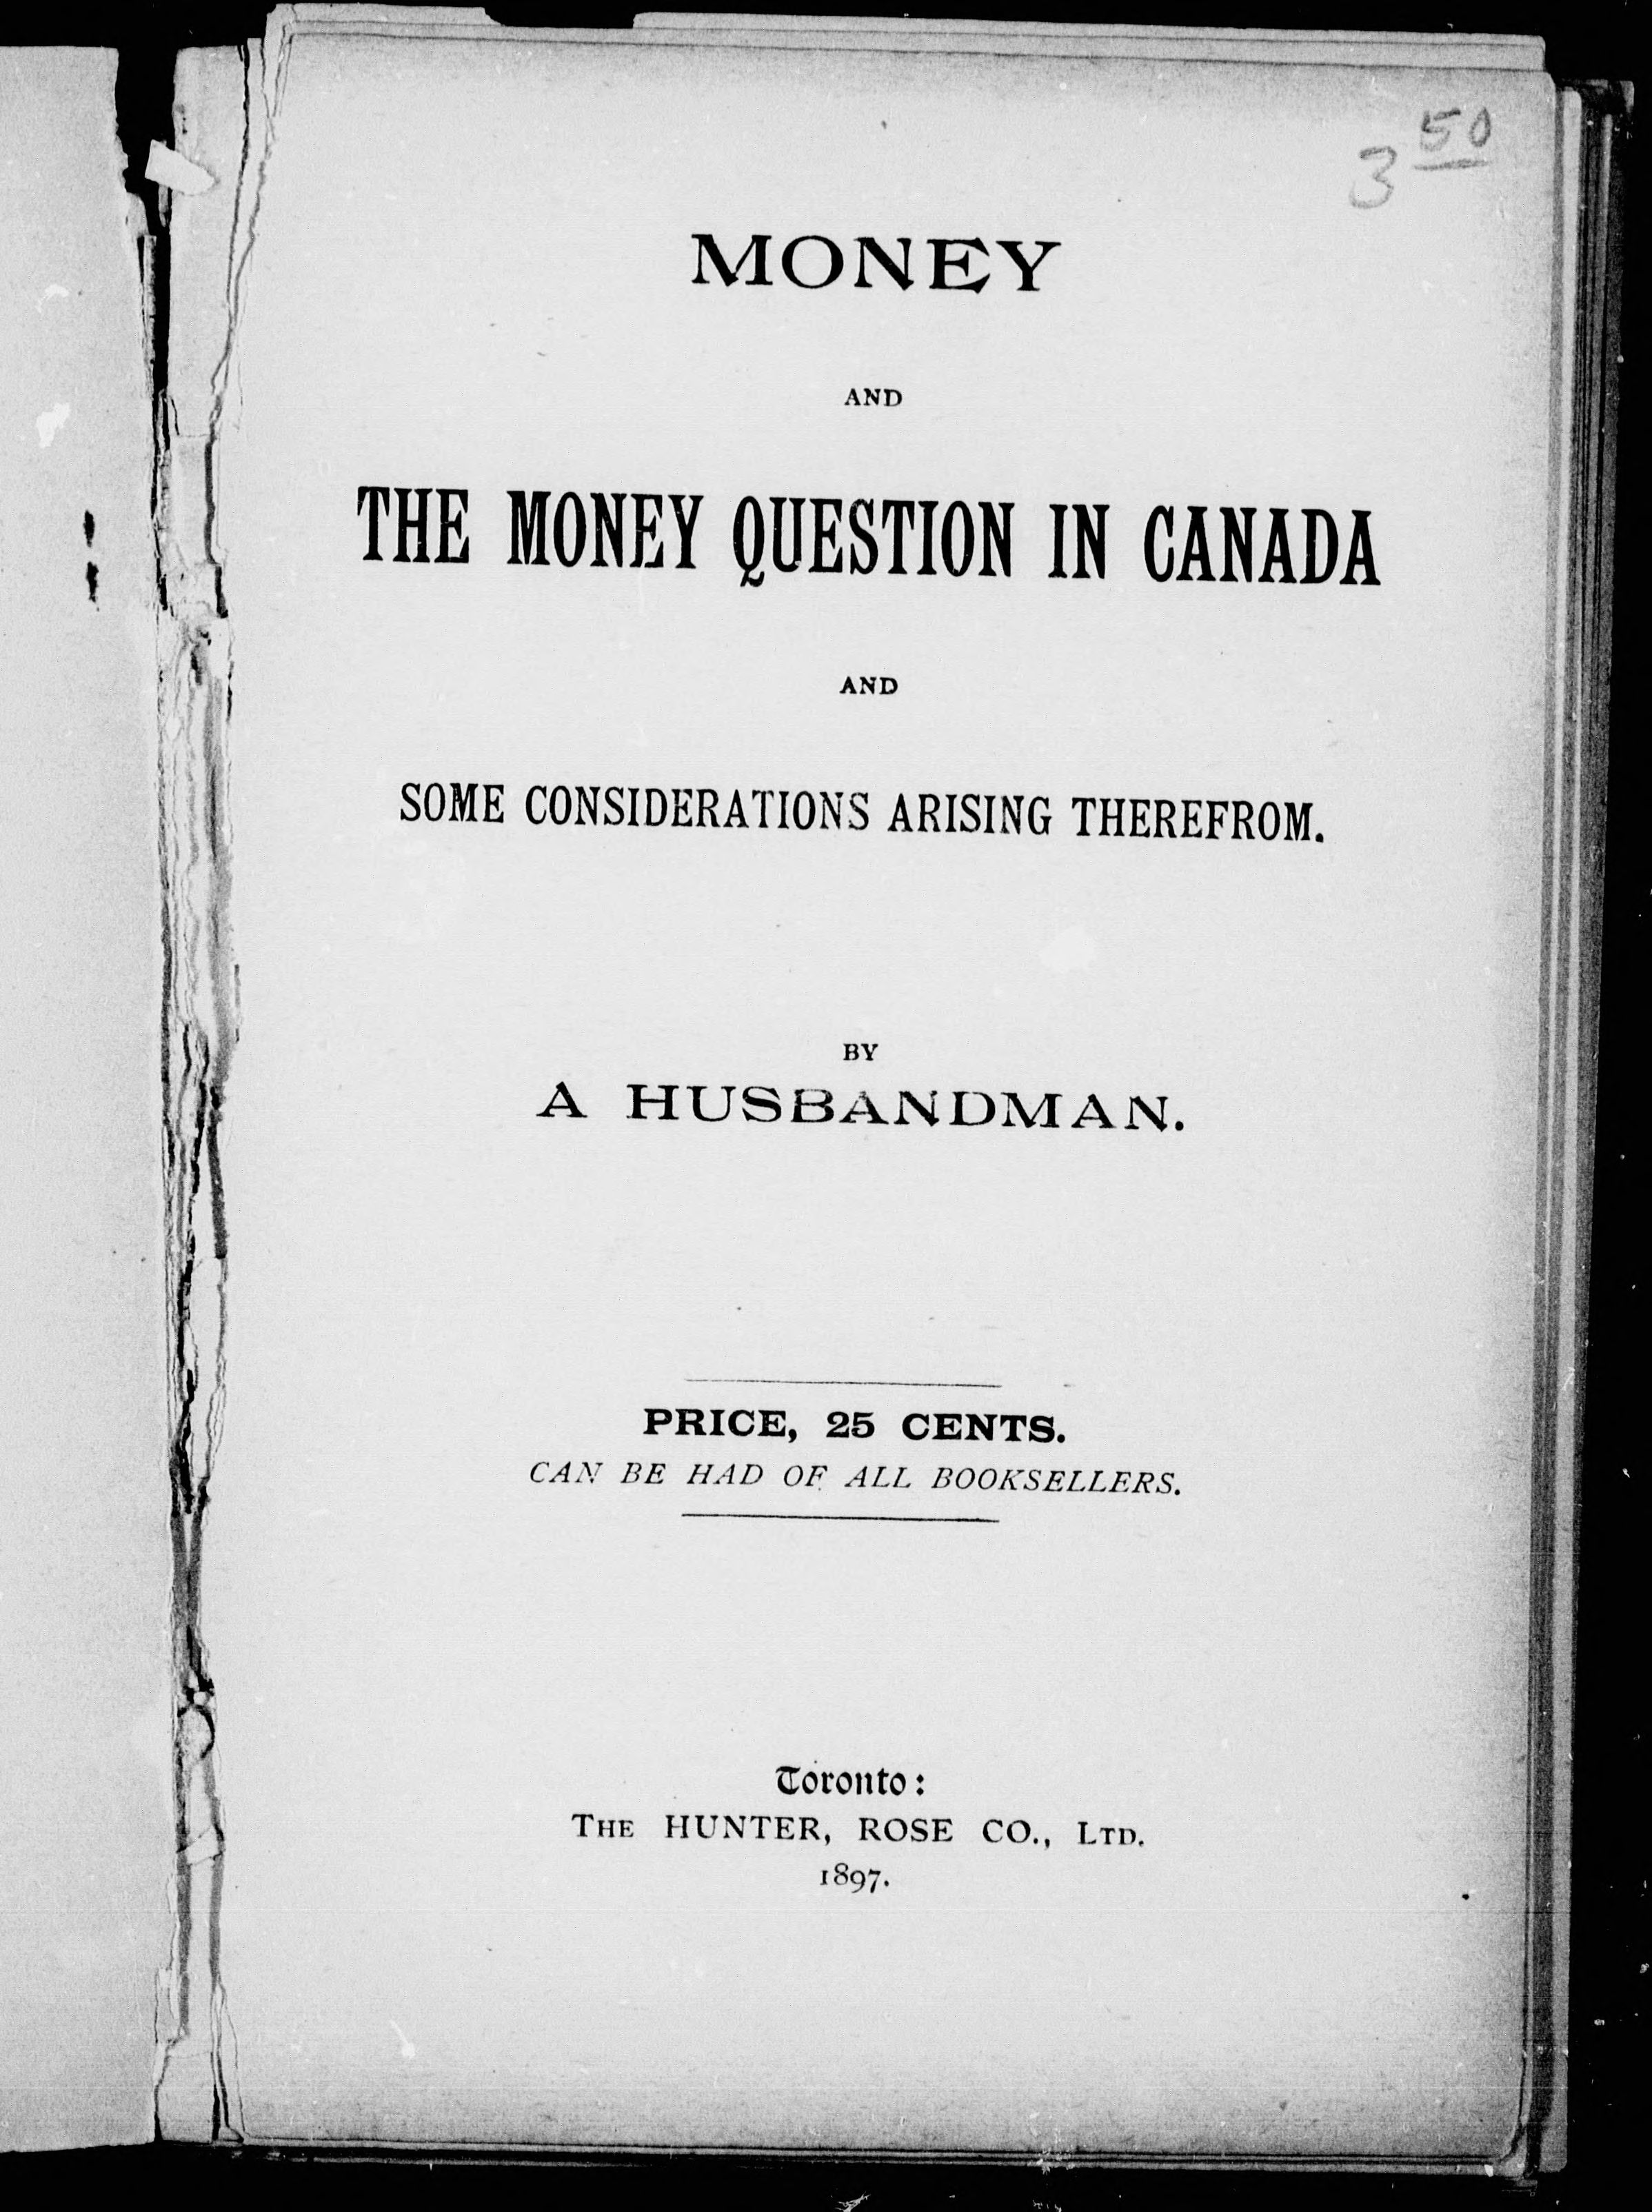 3 50
MONEY
AND
THE MONEY QUESTION IN CANADA
AND
SOME CONSIDERATIONS ARISING THEREFROM.
BY
A HUSBANDMAN.
PRICE, 25 CENTS.
CAN BE HAD OF ALL BOOKSELLERS.
Toronto:
THE HUNTER, ROSE CO., LTD.
1897.